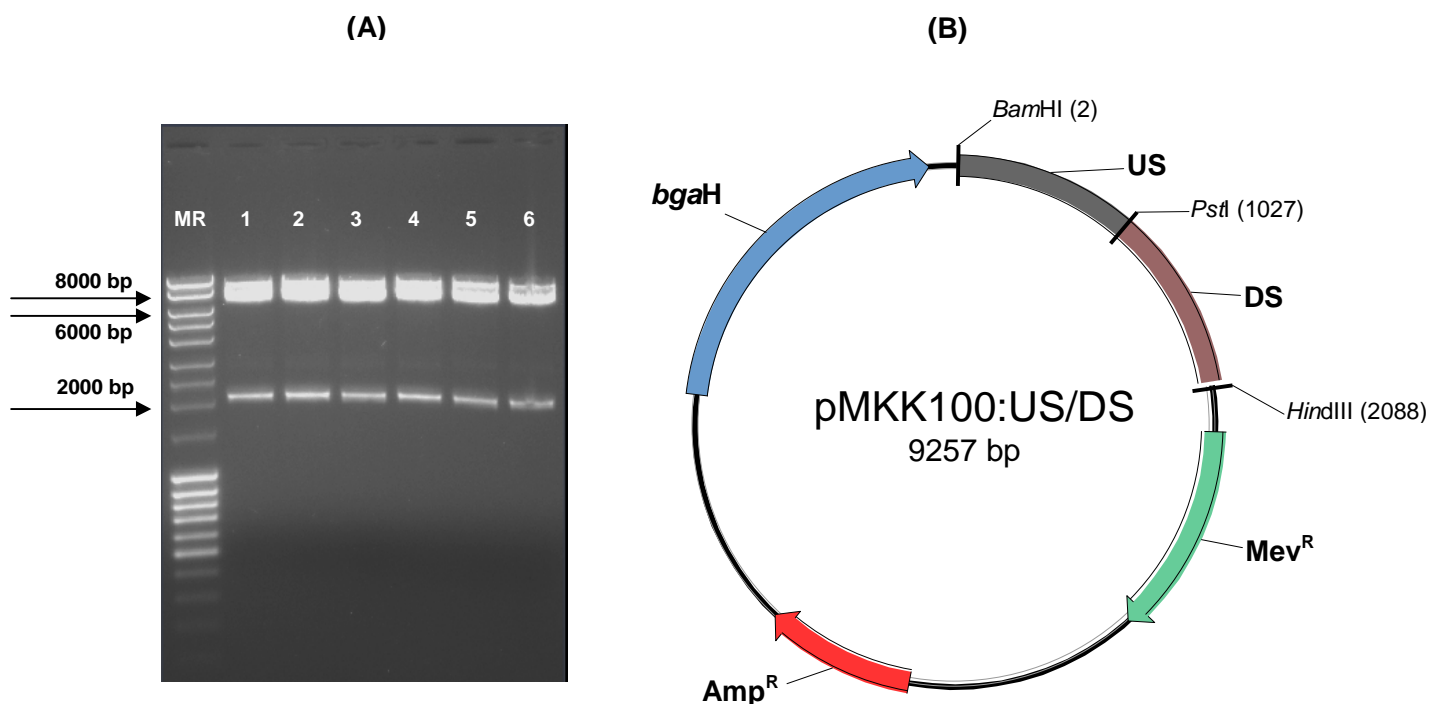 (A)
(B)
MR 1 2 3 4 5 6
8000 bp
6000 bp
2000 bp
BamHI (2)
US
PstI (1027)
DS
HindIII (2088)
MevR
AmpR
bgaH
pMKK100:US/DS
9257 bp